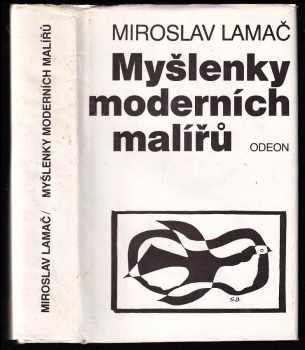 MIROSLAV LAMAČ
Myšlenky
moderních
malířů
ODEON
MIROSLAV LAMAČ / MYŠLENKY MODERNÍCH MALÍŘŮ